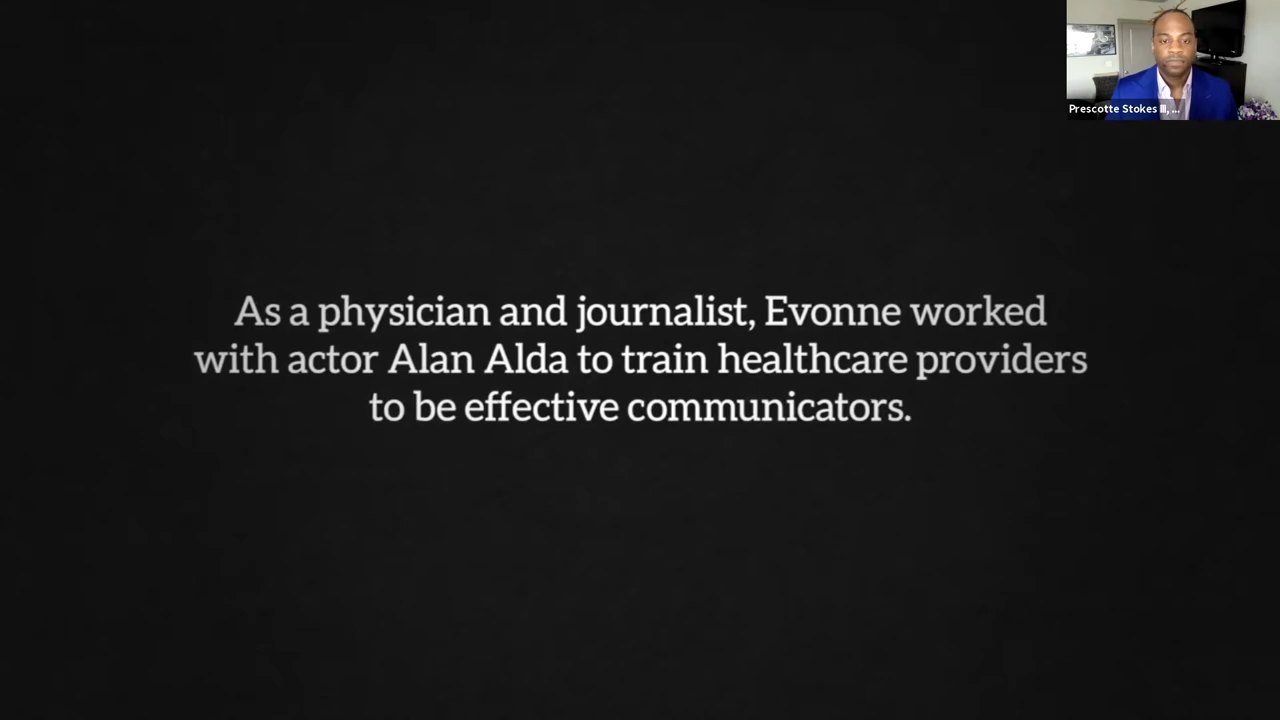 Prescotte Stokes III, ...
As a physician and journalist, Evonne worked
with actor Alan Alda to train healthcare providers
to be effective communicators.